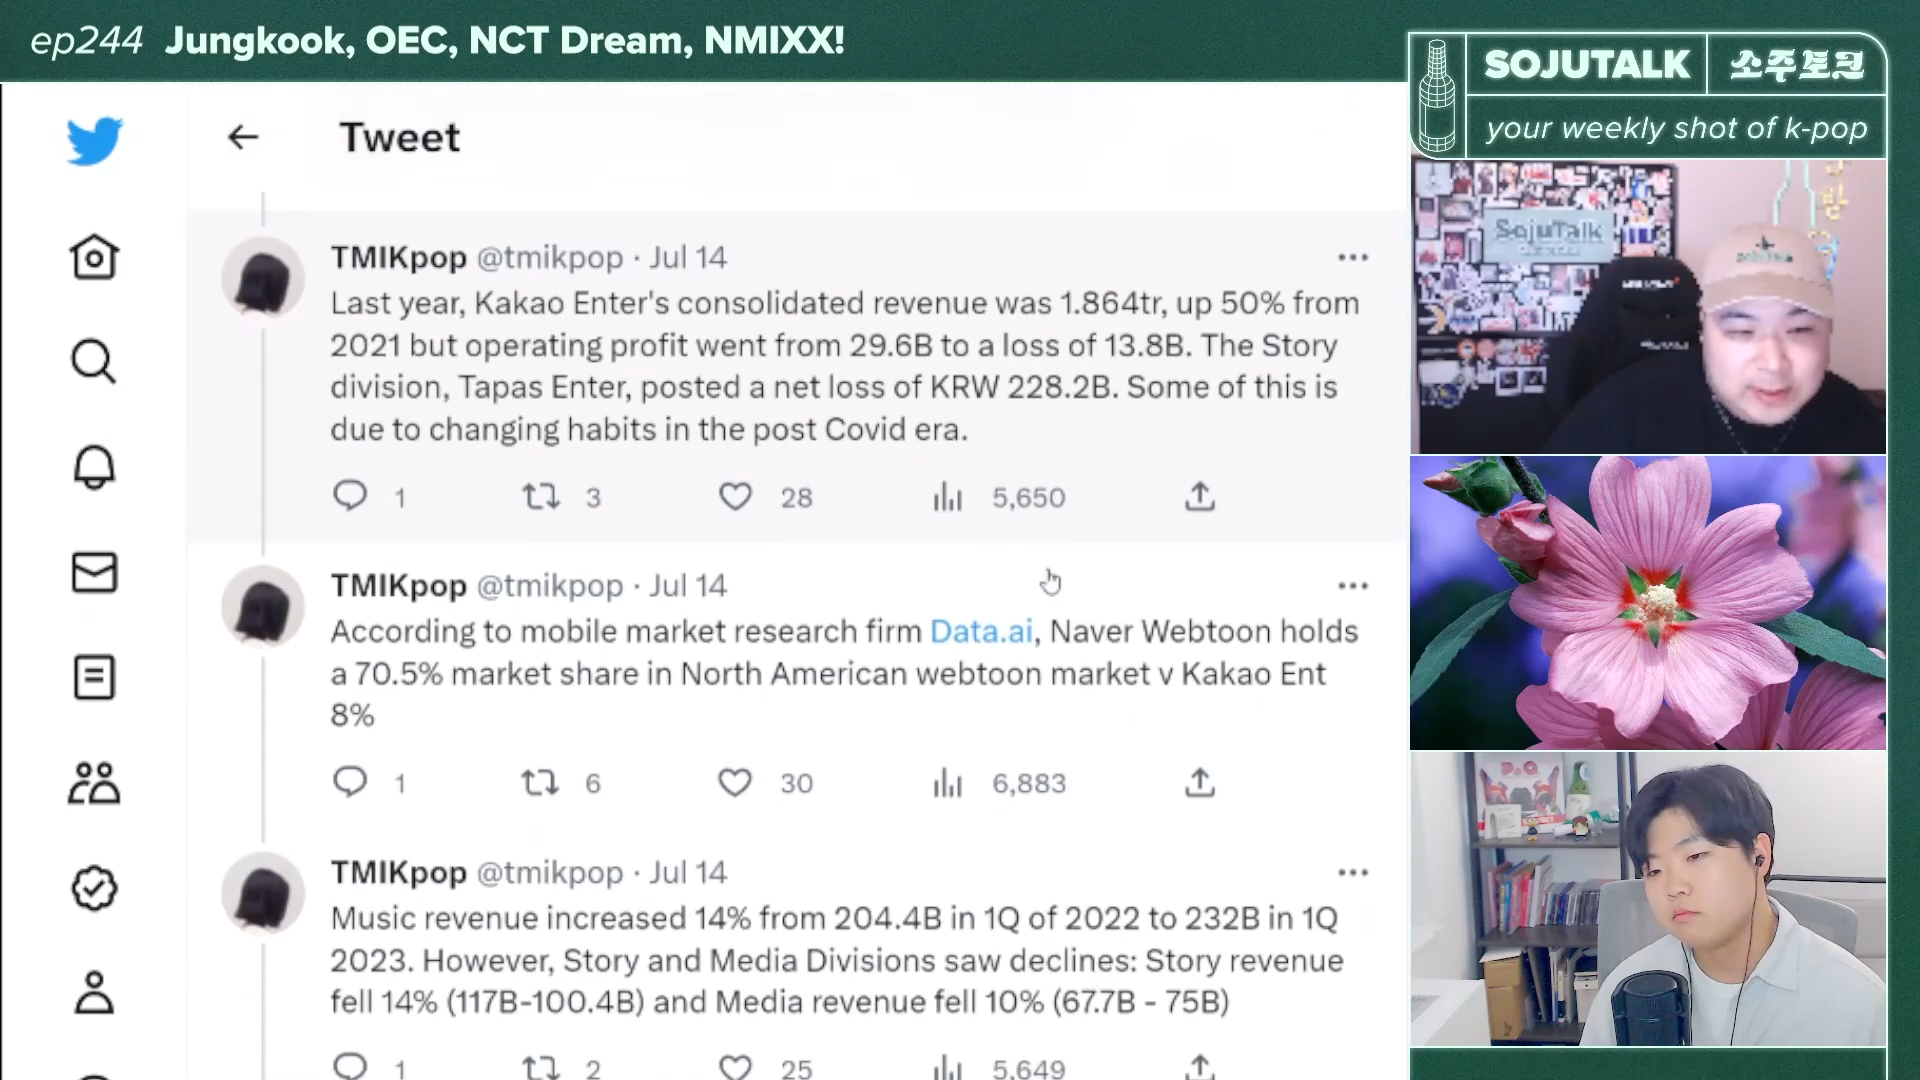 ep244 Jungkook, OEC, NCT Dream, NMIXX!
SOJUTALK 소주토크
your weekly shot of k-pop
Tweet
TMIKpop @tmikpop · Jul 14
Last year, Kakao Enter's consolidated revenue was 1.864tr, up 50% from
2021 but operating profit went from 29.6B to a loss of 13.8B. The Story
division, Tapas Enter, posted a net loss of KRW 228.2B. Some of this is
due to changing habits in the post Covid era.
1 3 28 5,650
TMIKpop @tmikpop · Jul 14
According to mobile market research firm Data.ai, Naver Webtoon holds
a 70.5% market share in North American webtoon market v Kakao Ent
8%
1 6 30 6,883
TMIKpop @tmikpop · Jul 14
Music revenue increased 14% from 204.4B in 1Q of 2022 to 232B in 1Q
2023. However, Story and Media Divisions saw declines: Story revenue
fell 14% (117B-100.4B) and Media revenue fell 10% (67.7B - 75B)
1 2 25 5,649
SojuTalk